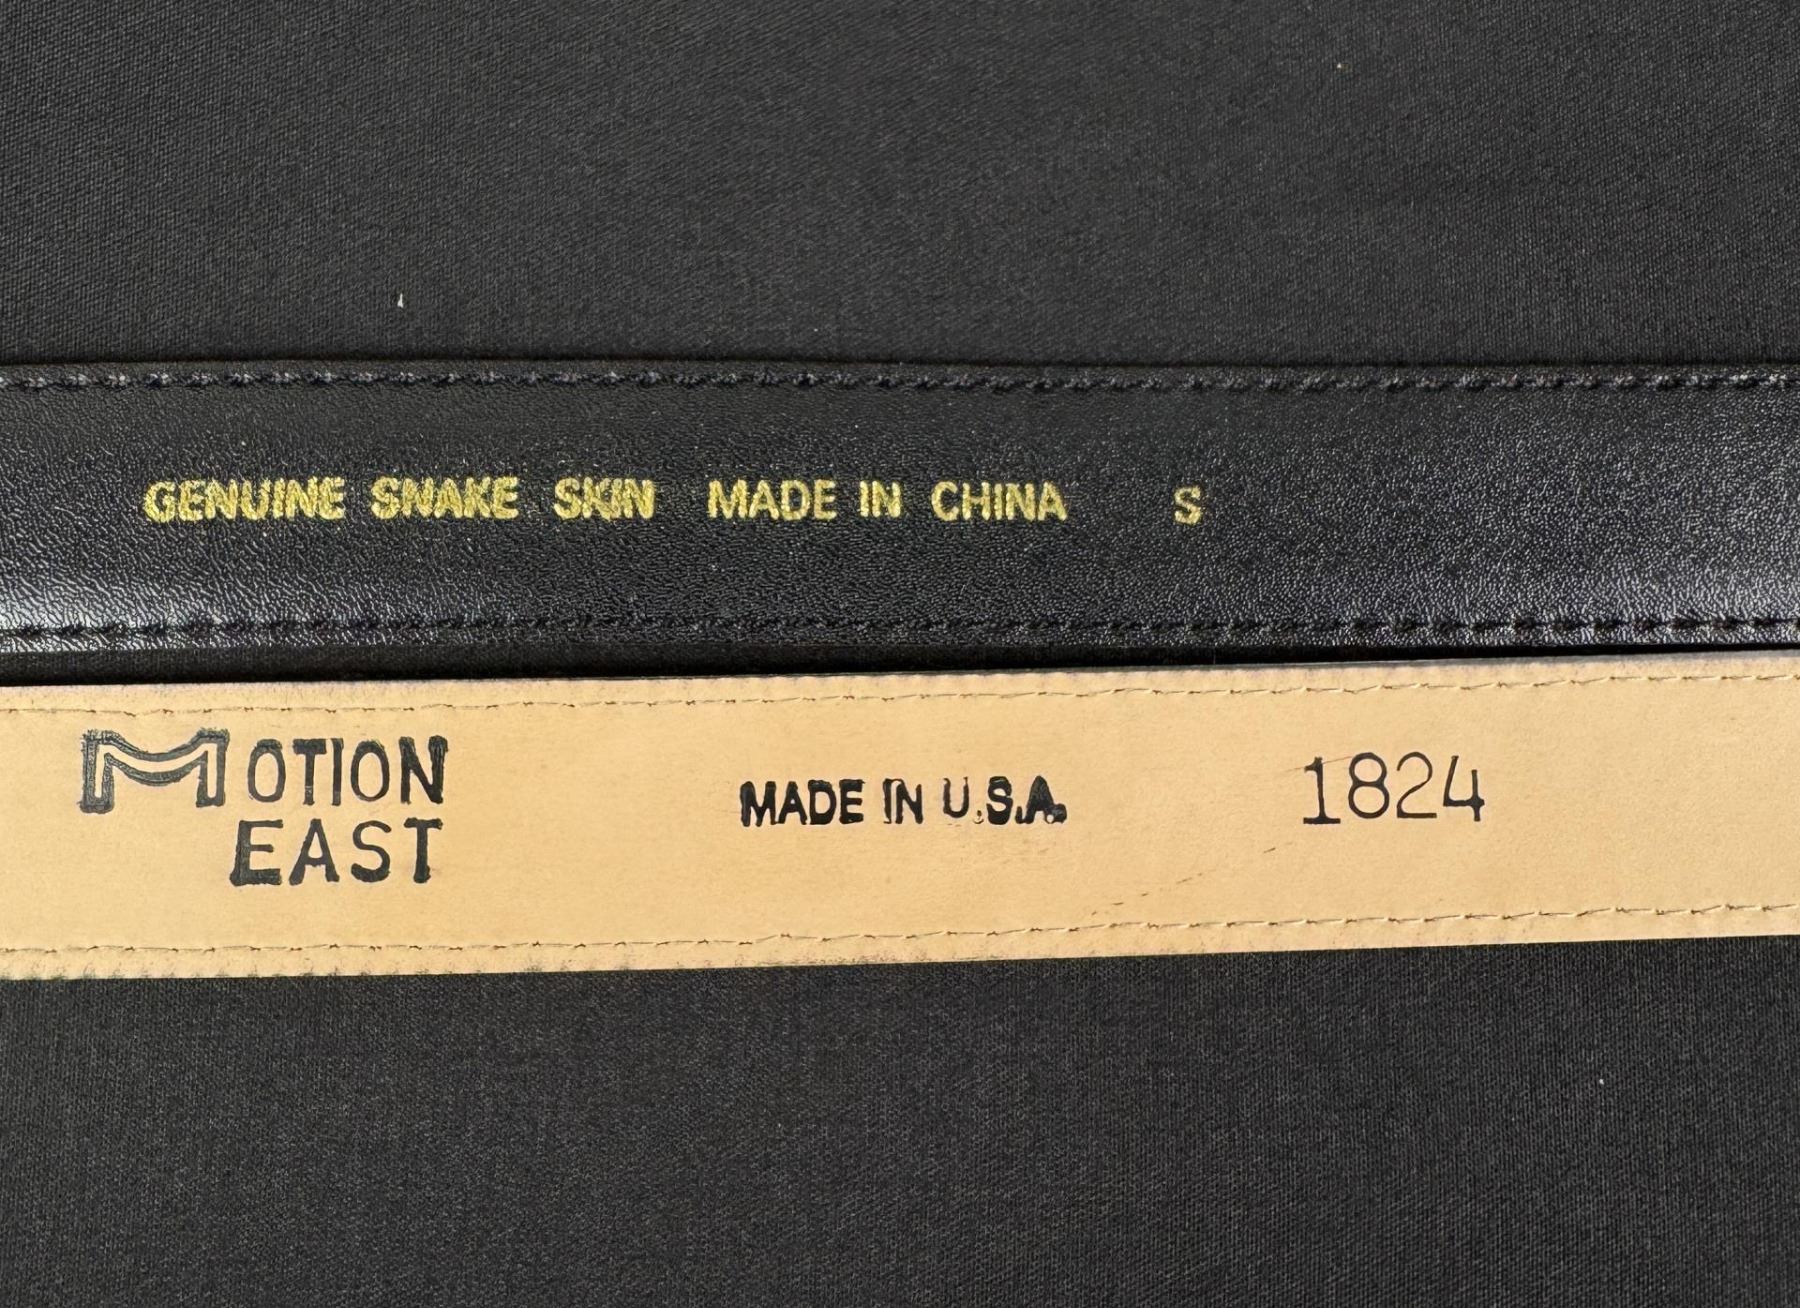 GENUINE SNAKE SKIN MADE IN CHINA S
MOTION
EAST
MADE IN U.S.A.
1824